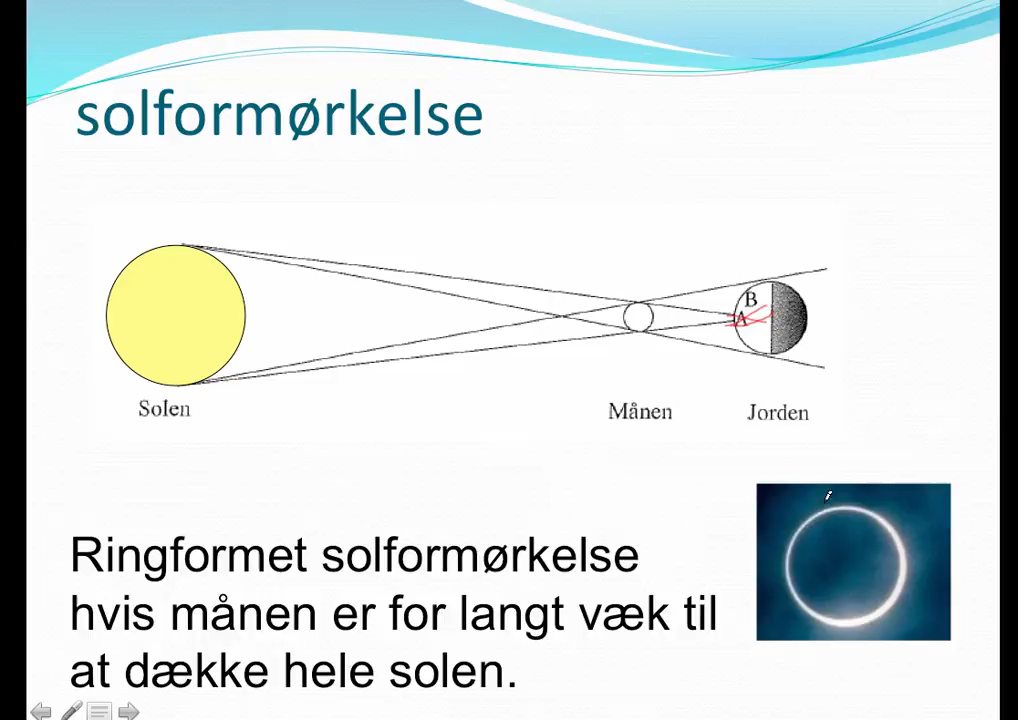 solformørkelse
B
A
Solen
Månen
Jorden
Ringformet solformørkelse
hvis månen er for langt væk til
at dække hele solen.